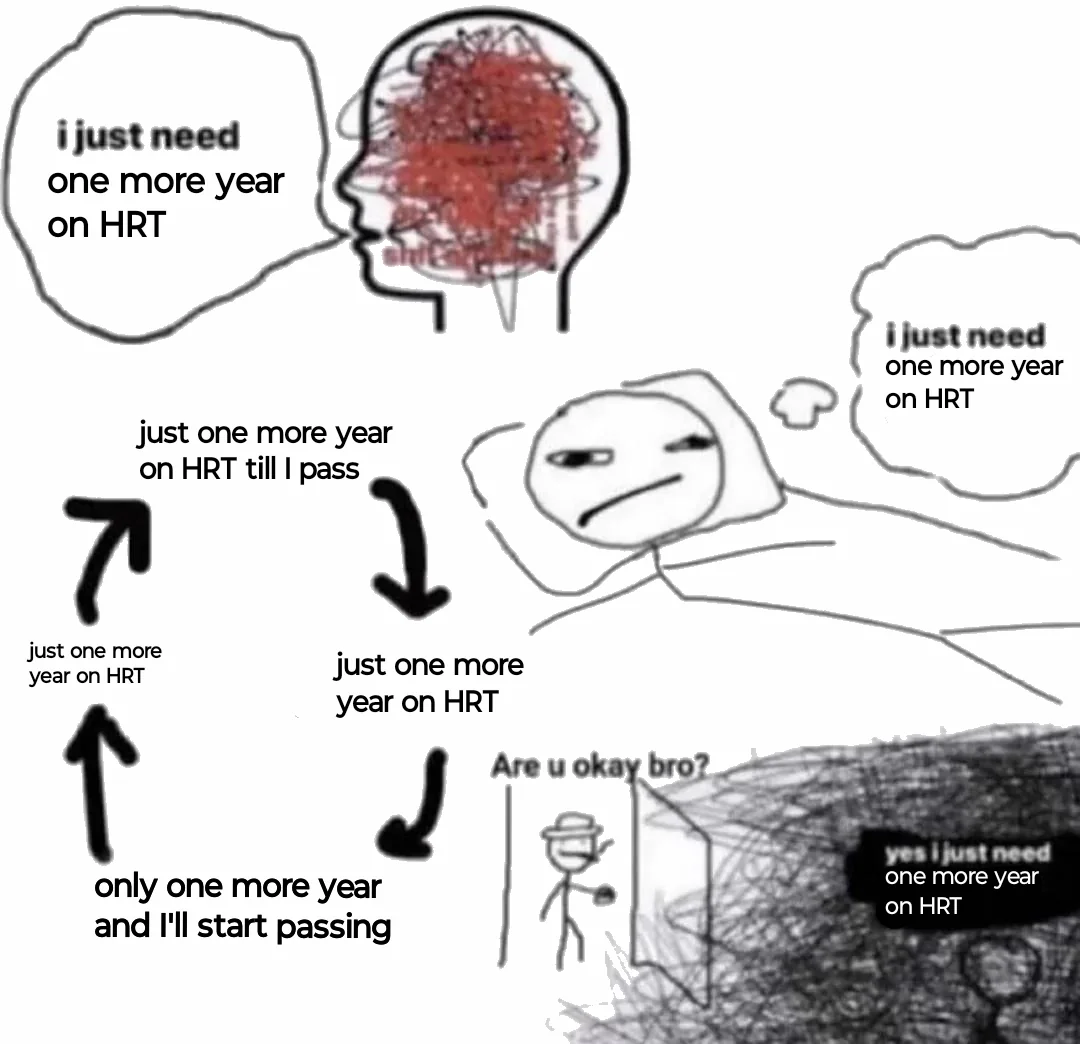 i just need
one more year
on HRT
i just need
one more year
on HRT
just one more year
on HRT till I pass
just one more
year on HRT
only one more year
and I'll start passing
just one more
year on HRT
Are u okay bro?
yes i just need
one more year
on HRT